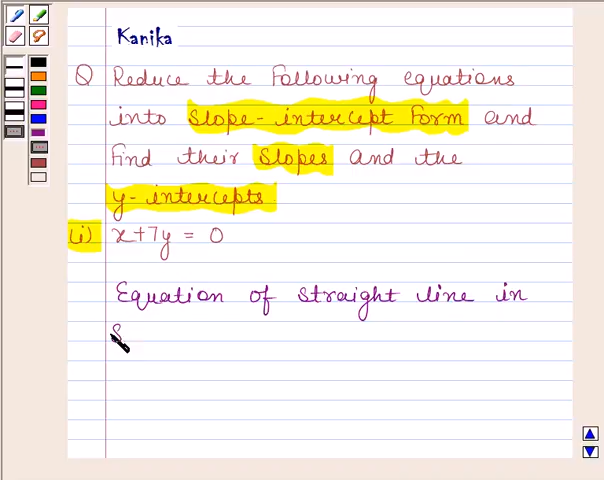 Kanika
Q Reduce the Following equations
into Slope-intercept Form and
Find their Slopes and the
y-intercepts
(i) x+7y = 0
Equation of straight line in
S